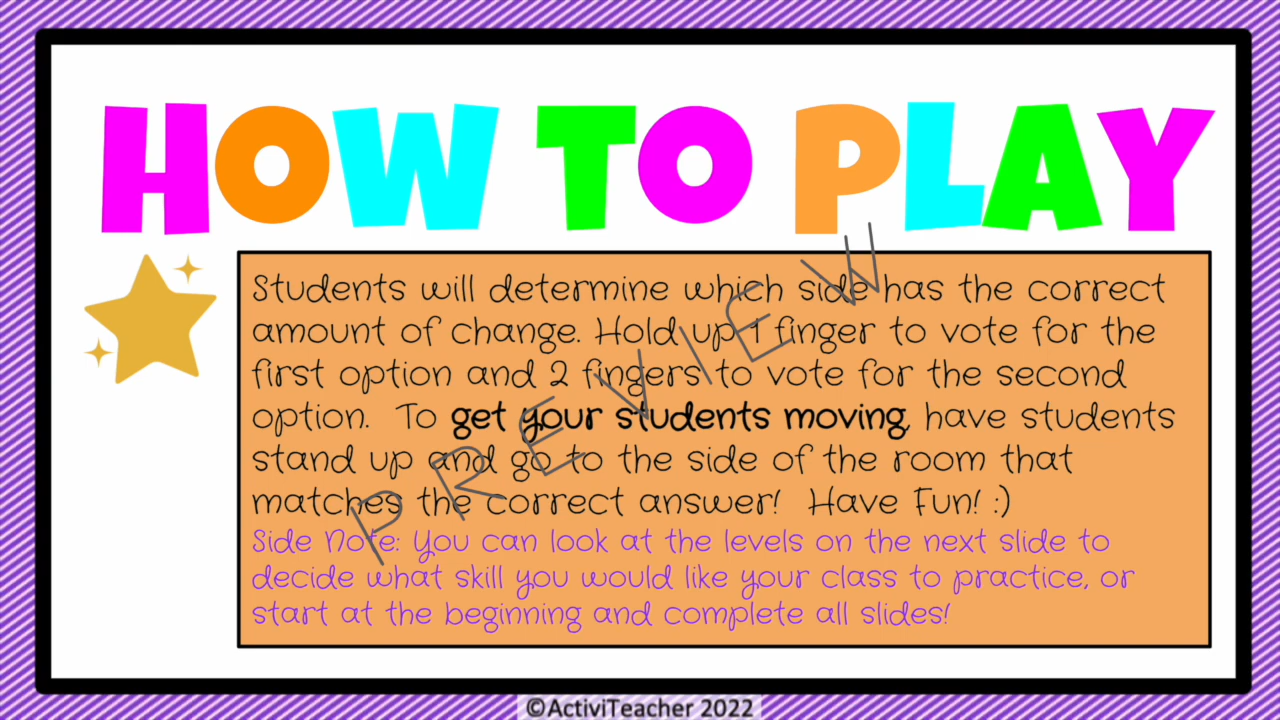 HOW TO PLAY
Students will determine which side has the correct
amount of change. Hold up 1 finger to vote for the
first option and 2 fingers to vote for the second
option. To get your students moving, have students
stand up and go to the side of the room that
matches the correct answer! Have Fun! :)
Side Note: You can look at the levels on the next slide to
decide what skill you would like your class to practice, or
start at the beginning and complete all slides!
PREVIEW
©ActiviTeacher 2022